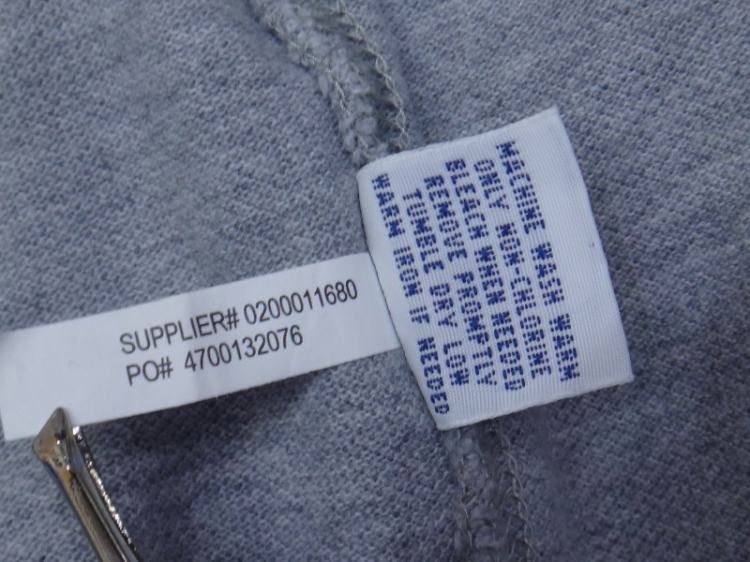 SUPPLIER# 0200011680
PO# 4700132076
MACHINE WASH WARM
ONLY NON-CHLORINE
BLEACH WHEN NEEDED
REMOVE PROMPTLY
TUMBLE DRY LOW
WARM IRON IF NEEDED